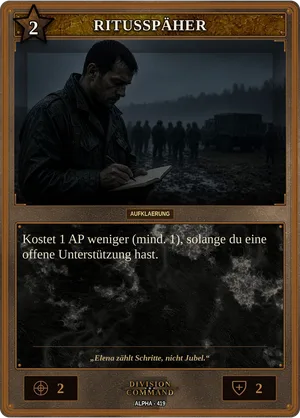 2
RITUSSPÄHER
AUFKLAERUNG
Kostet 1 AP weniger (mind. 1), solange du eine
offene Unterstützung hast.
„Elena zählt Schritte, nicht Jubel.“
2
DIVISION
COMMAND
2
ALPHA - 419